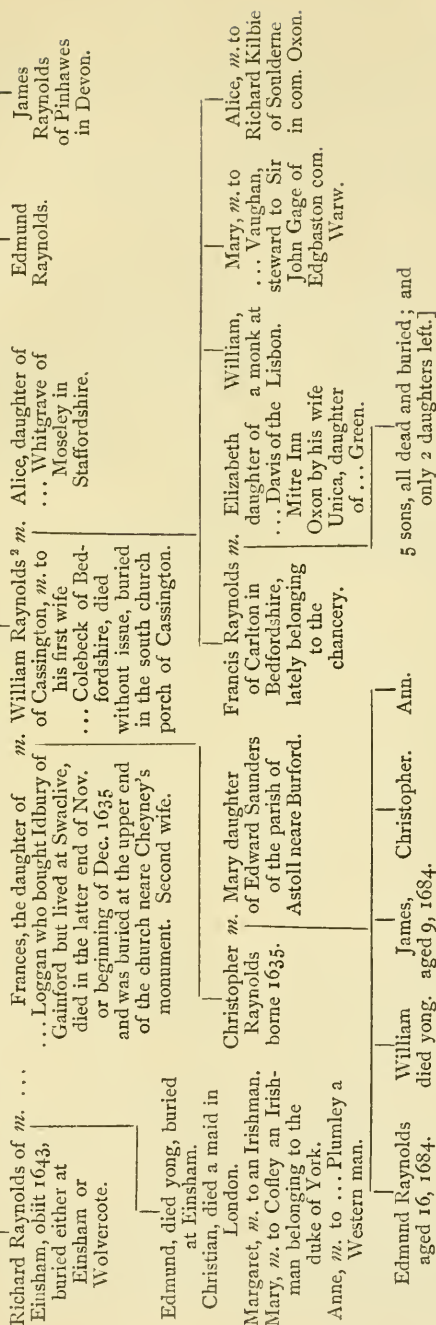 Richard Raynolds of m. ...
Einsham, obiit 1643,
buried either at
Einsham or
Wolvercote.
Frances, the daughter of
... Loggan who bought Idbury of
Gainford but lived at Swaclive,
died in the latter end of Nov.
or beginning of Dec. 1635
and was buried at the upper end
of the church neare Cheyney's
monument. Second wife.
m. William Raynolds 2 m.
of Cassington, m. to
his first wife
... Colebeck of Bed-
fordshire, died
without issue, buried
in the south church
porch of Cassington.
Alice, daughter of
... Whitgrave of
Moseley in
Staffordshire.
Edmund
Raynolds.
James
Raynolds
of Pinhawes
in Devon.
Edmund, died yong, buried
at Einsham.
Christian, died a maid in
London.
Margaret, m. to an Irishman.
Mary, m. to Cofley an Irish-
man belonging to the
duke of York.
Anne, m. to ... Plumley a
Western man.
Christopher m.
Raynolds
borne 1635.
Mary daughter
of Edward Saunders
of the parish of
Astoll neare Burford.
Francis Raynolds m.
of Carlton in
Bedfordshire,
lately belonging
to the
chancery.
Elizabeth
daughter of
... Davis of the
Mitre Inn
Oxon by his wife
Unica, daughter
of ... Green.
William,
a monk at
Lisbon.
Mary, m. to
... Vaughan,
steward to Sir
John Gage of
Edgbaston com.
Warw.
Alice, m. to
Richard Kilbie
of Soulderne
in com. Oxon.
Edmund Raynolds
aged 16, 1684.
William
died yong.
James,
aged 9, 1684.
Christopher.
Ann.
5 sons, all dead and buried; and
only 2 daughters left.]